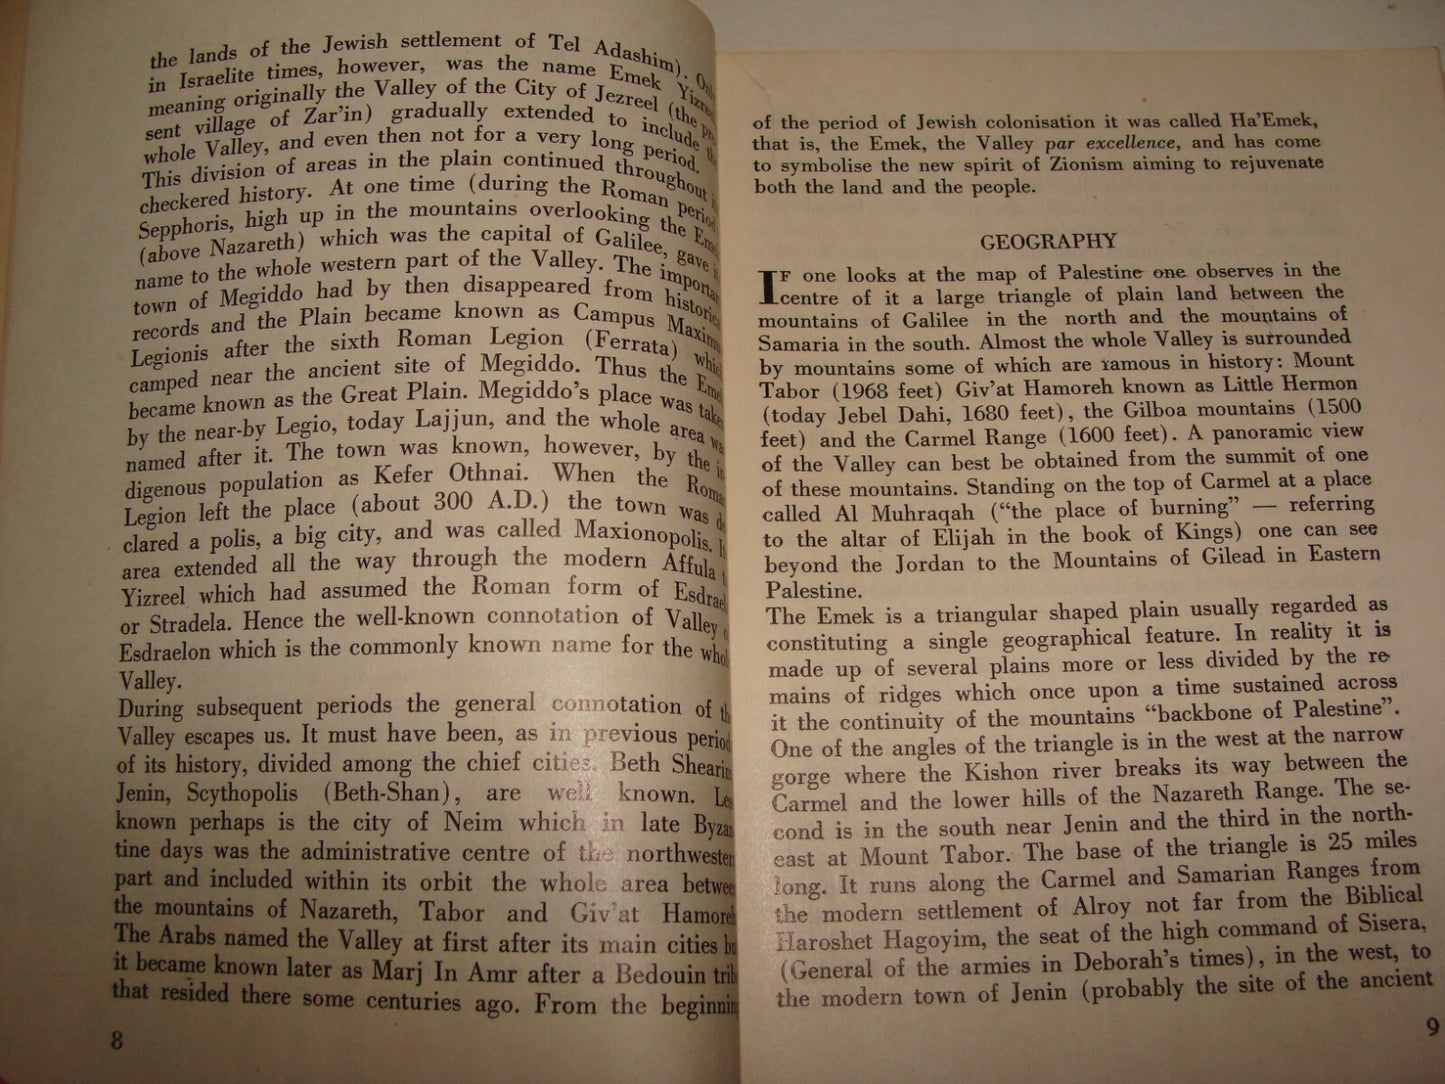 the lands of the Jewish settlement of Tel Adashim).
in Israelite times, however, was the name Emek
meaning originally the Valley of the City of Jezreel (the
sent village of Zar'in) gradually extended to include
whole Valley, and even then not for a very long period.
This division of areas in the plain continued throughout
checkered history. At one time (during the Roman period
Sepphoris, high up in the mountains overlooking the
(above Nazareth) which was the capital of Galilee, gave
name to the whole western part of the Valley. The
town of Megiddo had by then disappeared from
records and the Plain became known as Campus
Legionis after the sixth Roman Legion (Ferrata)
camped near the ancient site of Megiddo. Thus the
became known as the Great Plain. Megiddo's place was
by the near-by Legio, today Lajjun, and the whole area
named after it. The town was known, however, by the
digenous population as Kefer Othnai. When the
Legion left the place (about 300 A.D.) the town was
clared a polis, a big city, and was called Maxionopolis.
area extended all the way through the modern Affula
Yizreel which had assumed the Roman form of
or Stradela. Hence the well-known connotation of Valley
Esdraelon which is the commonly known name for the
Valley.
During subsequent periods the general connotation of
Valley escapes us. It must have been, as in previous
of its history, divided among the chief cities. Beth
Jenin, Scythopolis (Beth-Shan), are well known.
known perhaps is the city of Neim which in late
tine days was the administrative centre of the
part and included within its orbit the whole area
the mountains of Nazareth, Tabor and Giv'at
The Arabs named the Valley at first after its main cities
it became known later as Marj In Amr after a Bedouin
that resided there some centuries ago. From the
8
of the period of Jewish colonisation it was called Ha'Emek,
that is, the Emek, the Valley par excellence, and has come
to symbolise the new spirit of Zionism aiming to rejuvenate
both the land and the people.
GEOGRAPHY
IF one looks at the map of Palestine one observes in the
centre of it a large triangle of plain land between the
mountains of Galilee in the north and the mountains of
Samaria in the south. Almost the whole Valley is surrounded
by mountains some of which are famous in history: Mount
Tabor (1968 feet) Giv'at Hamoreh known as Little Hermon
(today Jebel Dahi, 1680 feet), the Gilboa mountains (1500
feet) and the Carmel Range (1600 feet). A panoramic view
of the Valley can best be obtained from the summit of one
of these mountains. Standing on the top of Carmel at a place
called Al Muhraqah ("the place of burning" — referring
to the altar of Elijah in the book of Kings) one can see
beyond the Jordan to the Mountains of Gilead in Eastern
Palestine.
The Emek is a triangular shaped plain usually regarded as
constituting a single geographical feature. In reality it is
made up of several plains more or less divided by the re-
mains of ridges which once upon a time sustained across
it the continuity of the mountains "backbone of Palestine".
One of the angles of the triangle is in the west at the narrow
gorge where the Kishon river breaks its way between the
Carmel and the lower hills of the Nazareth Range. The se-
cond is in the south near Jenin and the third in the north-
east at Mount Tabor. The base of the triangle is 25 miles
long. It runs along the Carmel and Samarian Ranges from
the modern settlement of Alroy not far from the Biblical
Haroshet Hagoyim, the seat of the high command of Sisera,
(General of the armies in Deborah's times), in the west, to
the modern town of Jenin (probably the site of the ancient
9